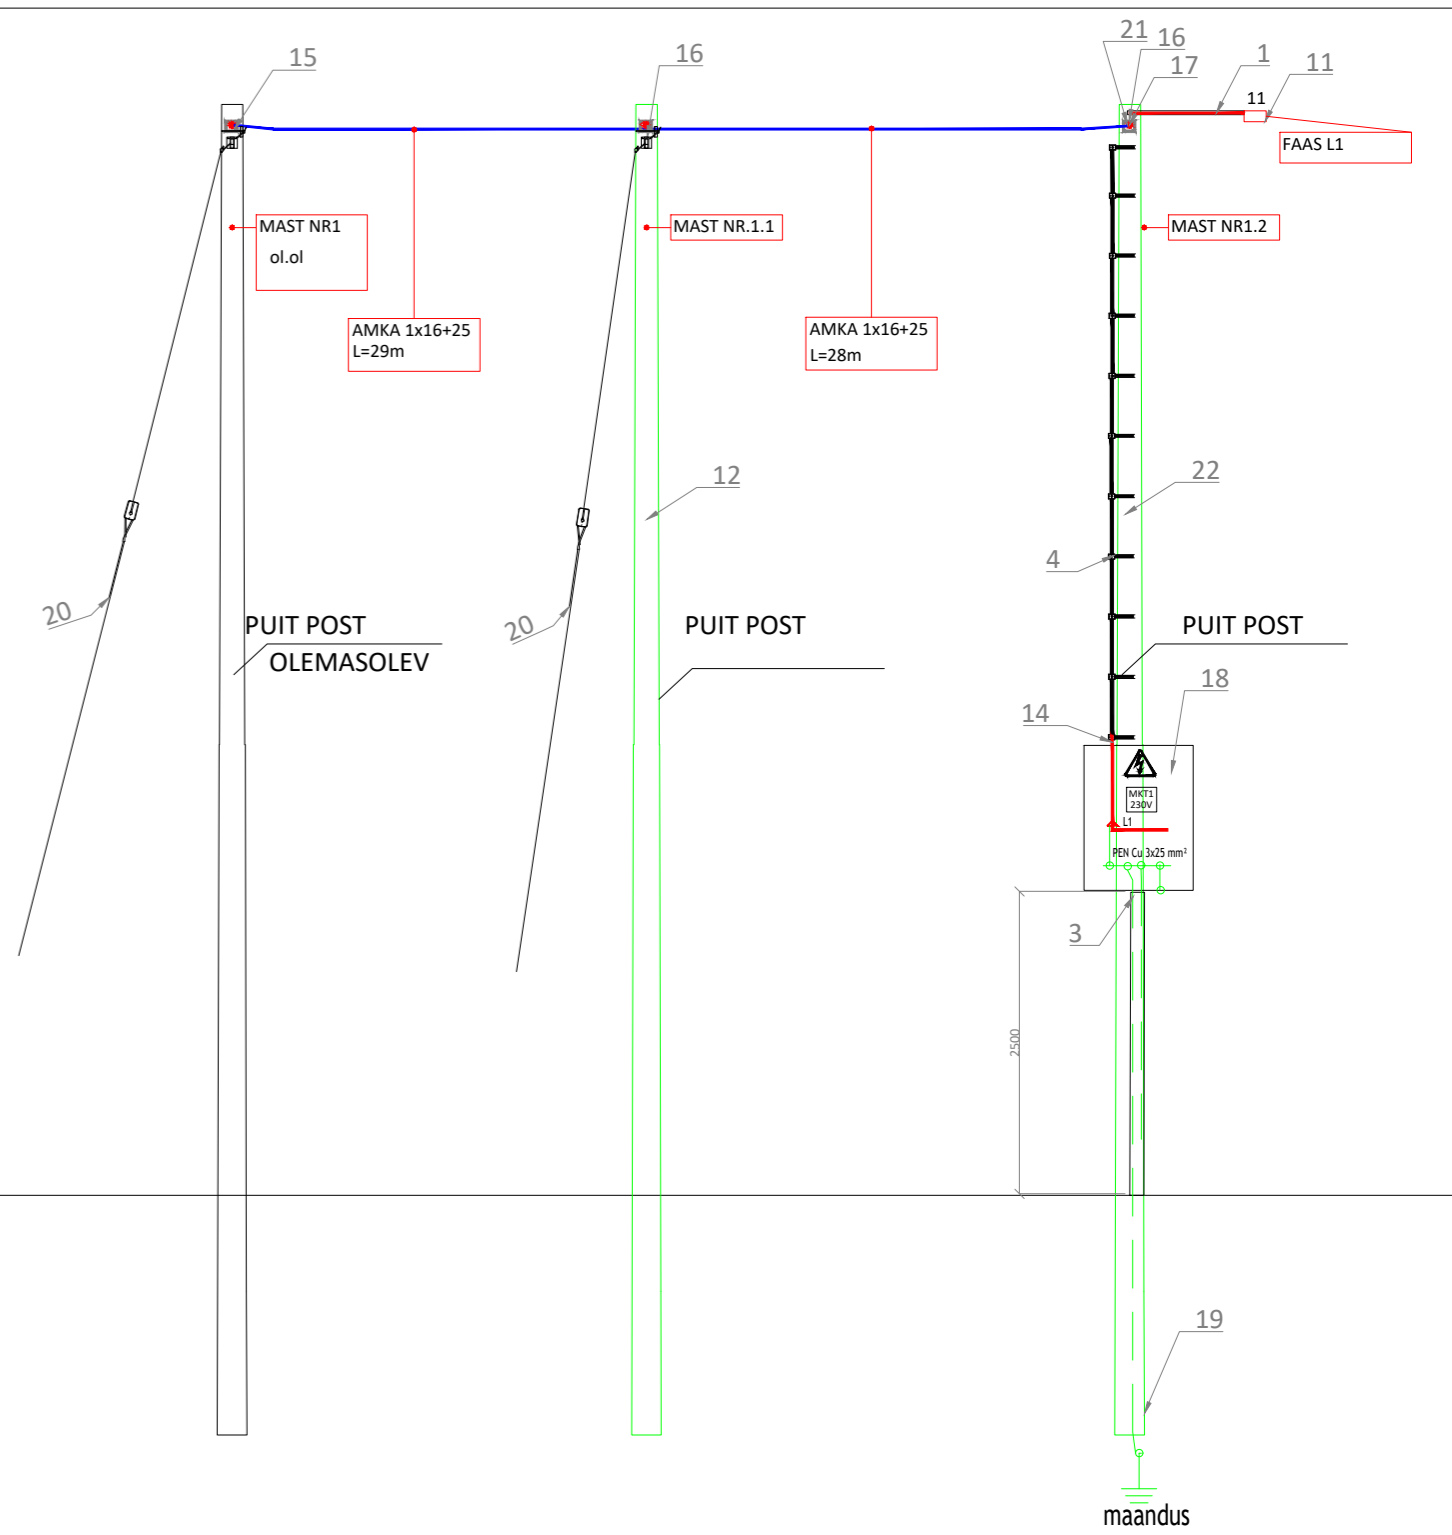 15
16
21
16
17
1
11
11
FAAS L1
MAST NR1
ol.ol
MAST NR.1.1
MAST NR1.2
AMKA 1x16+25
L=29m
AMKA 1x16+25
L=28m
12
22
4
20
20
PUIT POST
OLEMASOLEV
PUIT POST
PUIT POST
18
14
MKT1
230V
L1
PEN Cu 3x25 mm²
3
2500
19
maandus